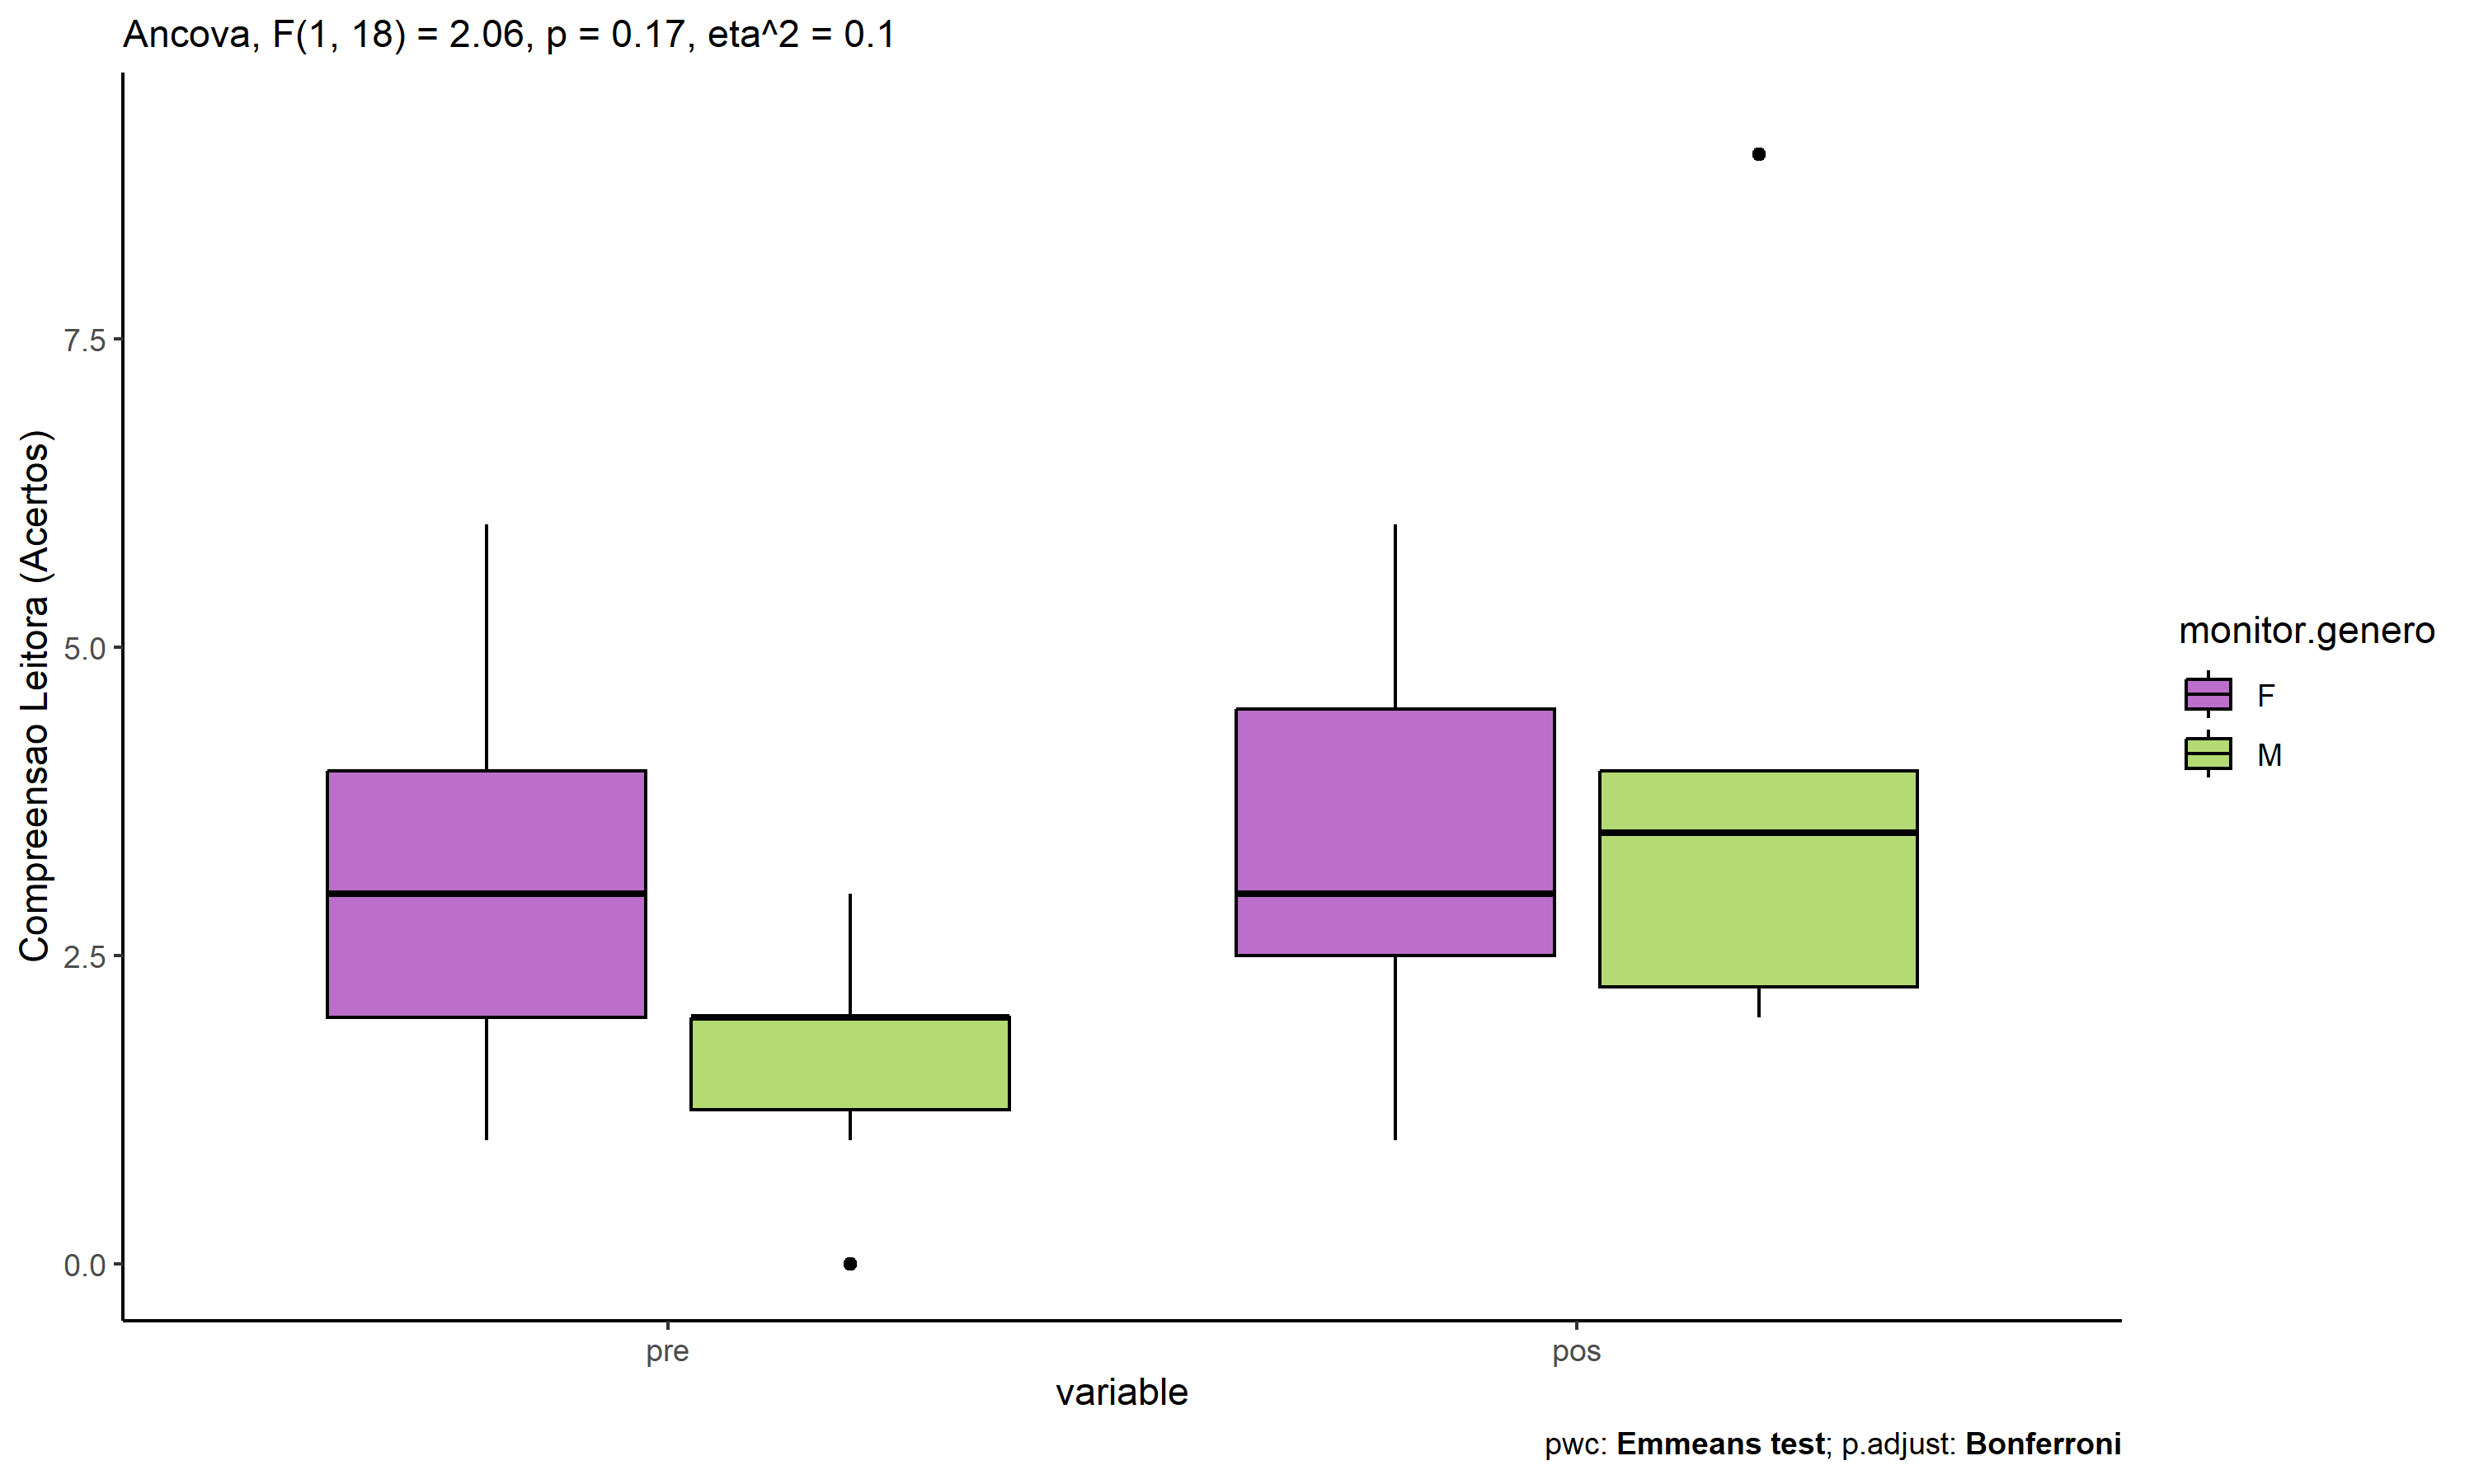 Ancova, F(1, 18) = 2.06, p = 0.17, eta^2 = 0.1
Compreensao Leitora (Acertos)
7.5
5.0
2.5
0.0
pre
pos
variable
monitor.genero
F
M
pwc: Emmeans test; p.adjust: Bonferroni